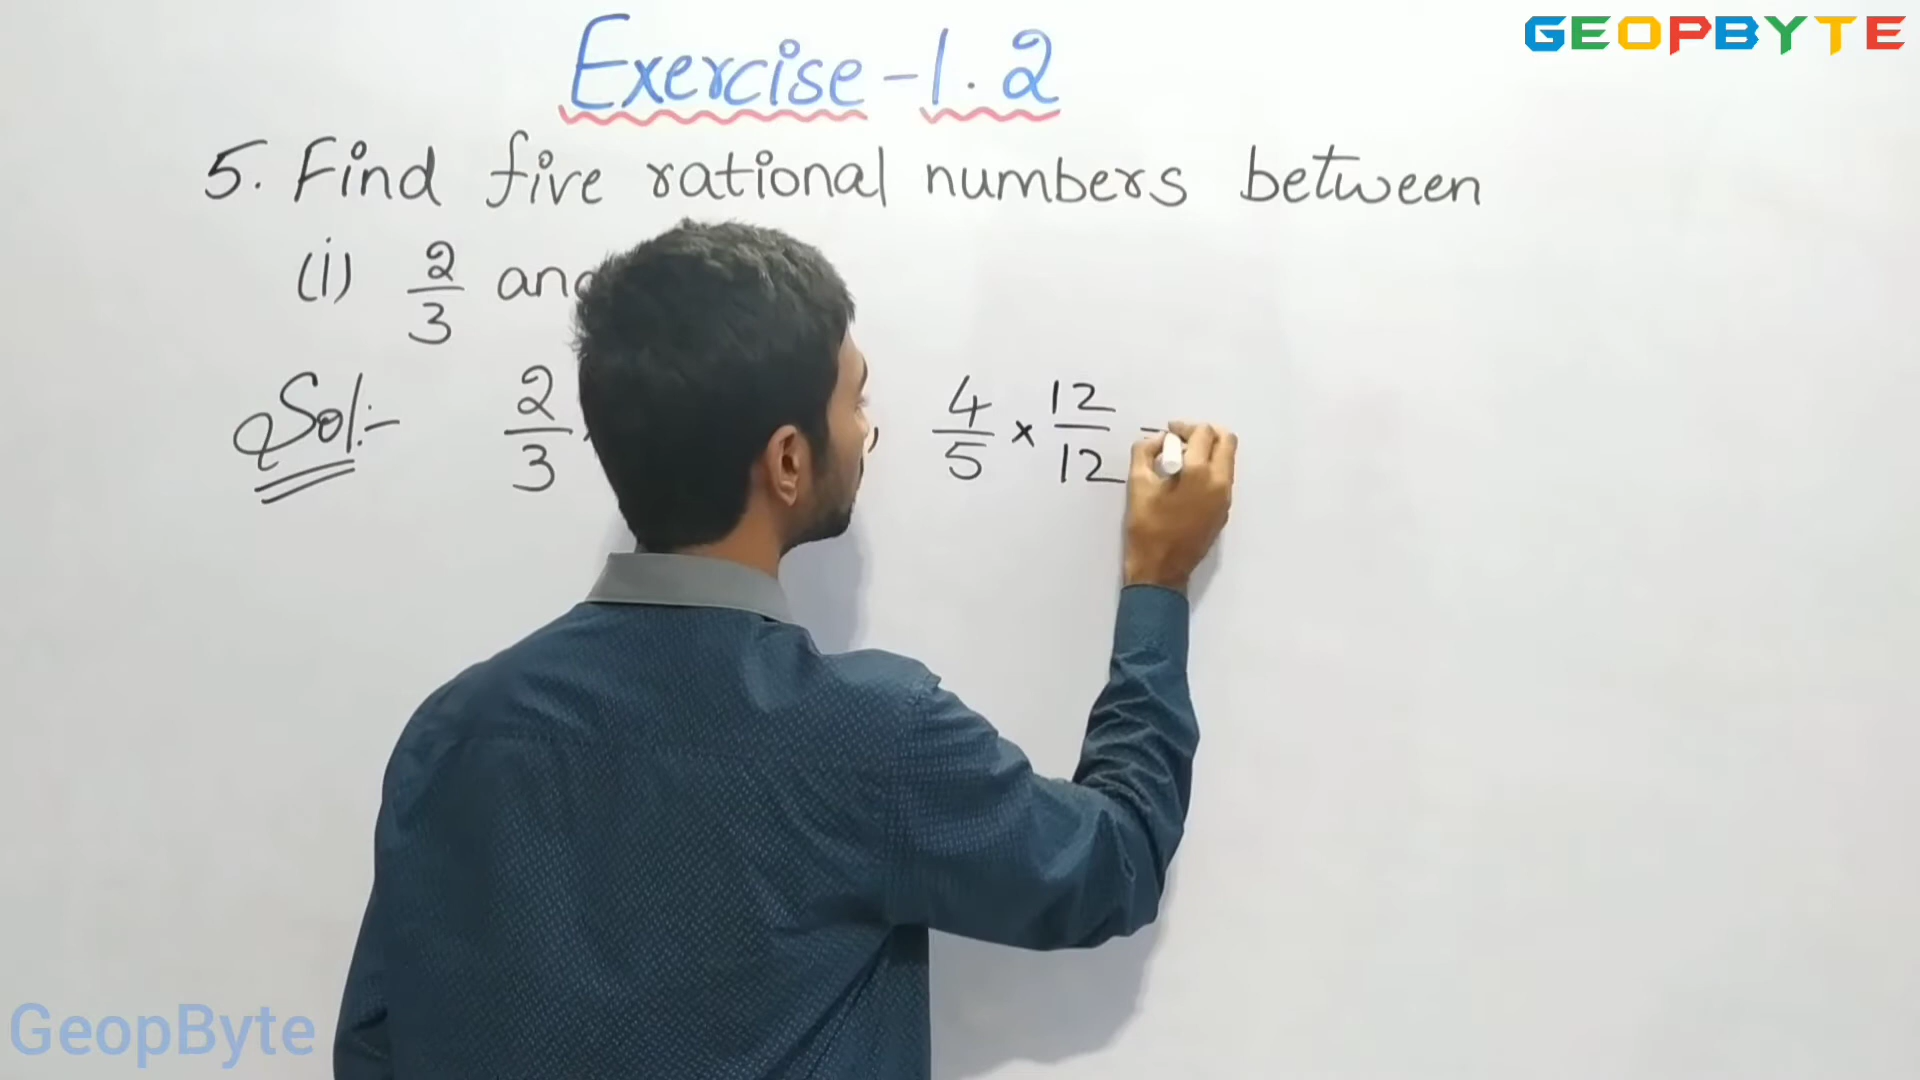 GEOPBYTE
Exercise - 1.2
5. Find five rational numbers between
(i) 2/3 and
Sol:- 2/3 , 4/5 × 12/12 =
GeopByte